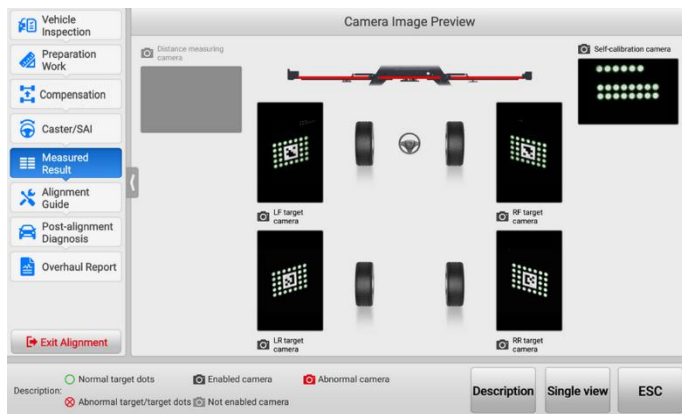 Vehicle
Inspection
Preparation
Work
Compensation
Caster/SAI
Measured
Result
Alignment
Guide
Post-alignment
Diagnosis
Overhaul Report
Exit Alignment
Camera Image Preview
Distance measuring
camera
Self-calibration camera
LF target
camera
RF target
camera
LR target
camera
RR target
camera
Description:
Normal target dots
Enabled camera
Abnormal camera
Abnormal target/target dots
Not enabled camera
Description
Single view
ESC